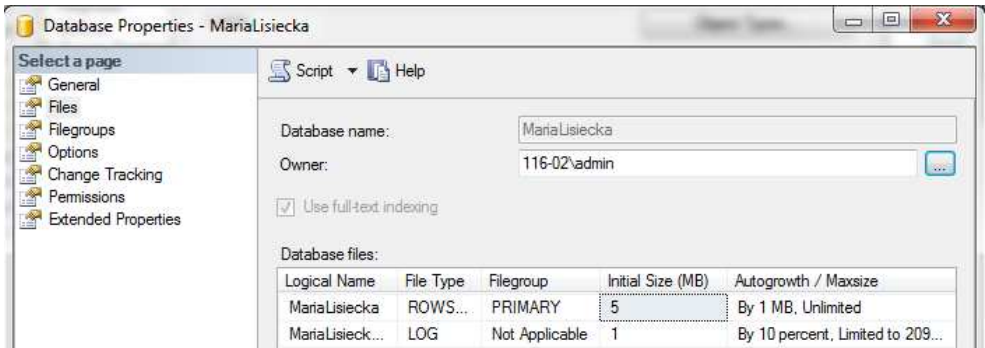 Database Properties - MariaLisiecka
Select a page
General
Files
Filegroups
Options
Change Tracking
Permissions
Extended Properties
Script Help
Database name: MariaLisiecka
Owner: 116-02\admin ...
Use full-text indexing
Database files:
Logical Name File Type Filegroup Initial Size (MB) Autogrowth / Maxsize
MariaLisiecka ROWS... PRIMARY 5 By 1 MB, Unlimited
MariaLisieck... LOG Not Applicable 1 By 10 percent, Limited to 209...